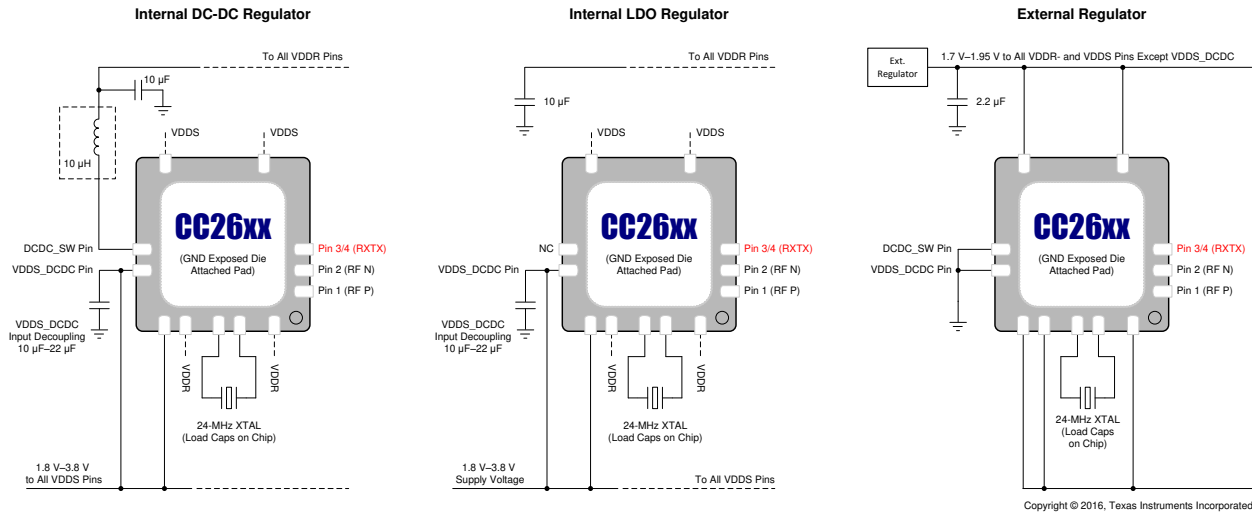 Internal DC-DC Regulator
To All VDDR Pins
10 µF
10 µH
VDDS
VDDS
CC26xx
(GND Exposed Die
Attached Pad)
DCDC_SW Pin
VDDS_DCDC Pin
Pin 3/4 (RXTX)
Pin 2 (RF N)
Pin 1 (RF P)
VDDS_DCDC
Input Decoupling
10 µF–22 µF
VDDR
VDDR
24-MHz XTAL
(Load Caps on Chip)
1.8 V–3.8 V
to All VDDS Pins
Internal LDO Regulator
To All VDDR Pins
10 µF
VDDS
VDDS
CC26xx
(GND Exposed Die
Attached Pad)
NC
VDDS_DCDC Pin
Pin 3/4 (RXTX)
Pin 2 (RF N)
Pin 1 (RF P)
VDDS_DCDC
Input Decoupling
10 µF–22 µF
VDDR
VDDR
24-MHz XTAL
(Load Caps on Chip)
1.8 V–3.8 V
Supply Voltage
To All VDDS Pins
External Regulator
Ext.
Regulator
1.7 V–1.95 V to All VDDR- and VDDS Pins Except VDDS_DCDC
2.2 µF
CC26xx
(GND Exposed Die
Attached Pad)
DCDC_SW Pin
VDDS_DCDC Pin
Pin 3/4 (RXTX)
Pin 2 (RF N)
Pin 1 (RF P)
24-MHz XTAL
(Load Caps
on Chip)
Copyright © 2016, Texas Instruments Incorporated